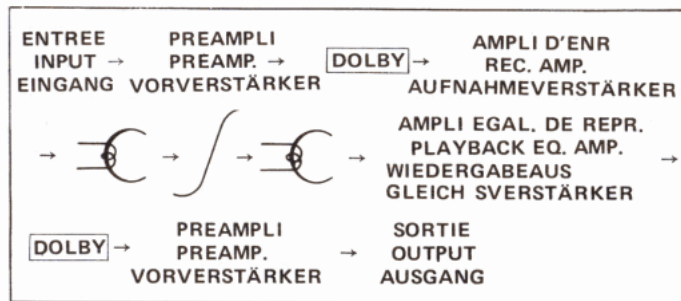 ENTREE PREAMPLI AMPLI D'ENR
INPUT → PREAMP. → DOLBY → REC. AMP.
EINGANG VORVERSTÄRKER AUFNAHMEVERSTÄRKER
AMPLI EGAL. DE REPR.
PLAYBACK EQ. AMP.
WIEDERGABEAUS
GLEICH SVERSTÄRKER
PREAMPLI SORTIE
DOLBY → PREAMP. → OUTPUT
VORVERSTÄRKER AUSGANG